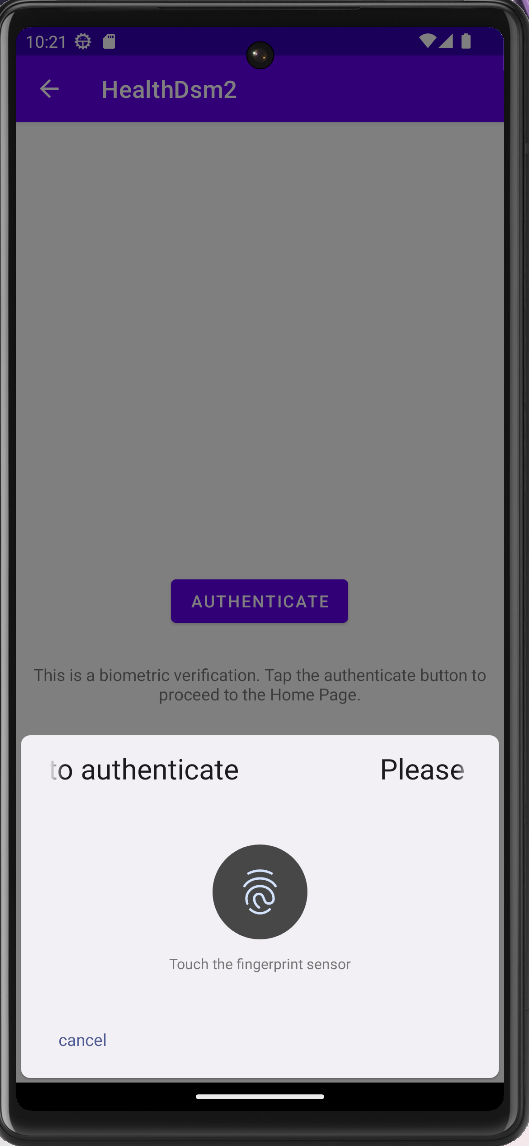 10:21
HealthDsm2
AUTHENTICATE
This is a biometric verification. Tap the authenticate button to
proceed to the Home Page.
to authenticate Please
Touch the fingerprint sensor
cancel